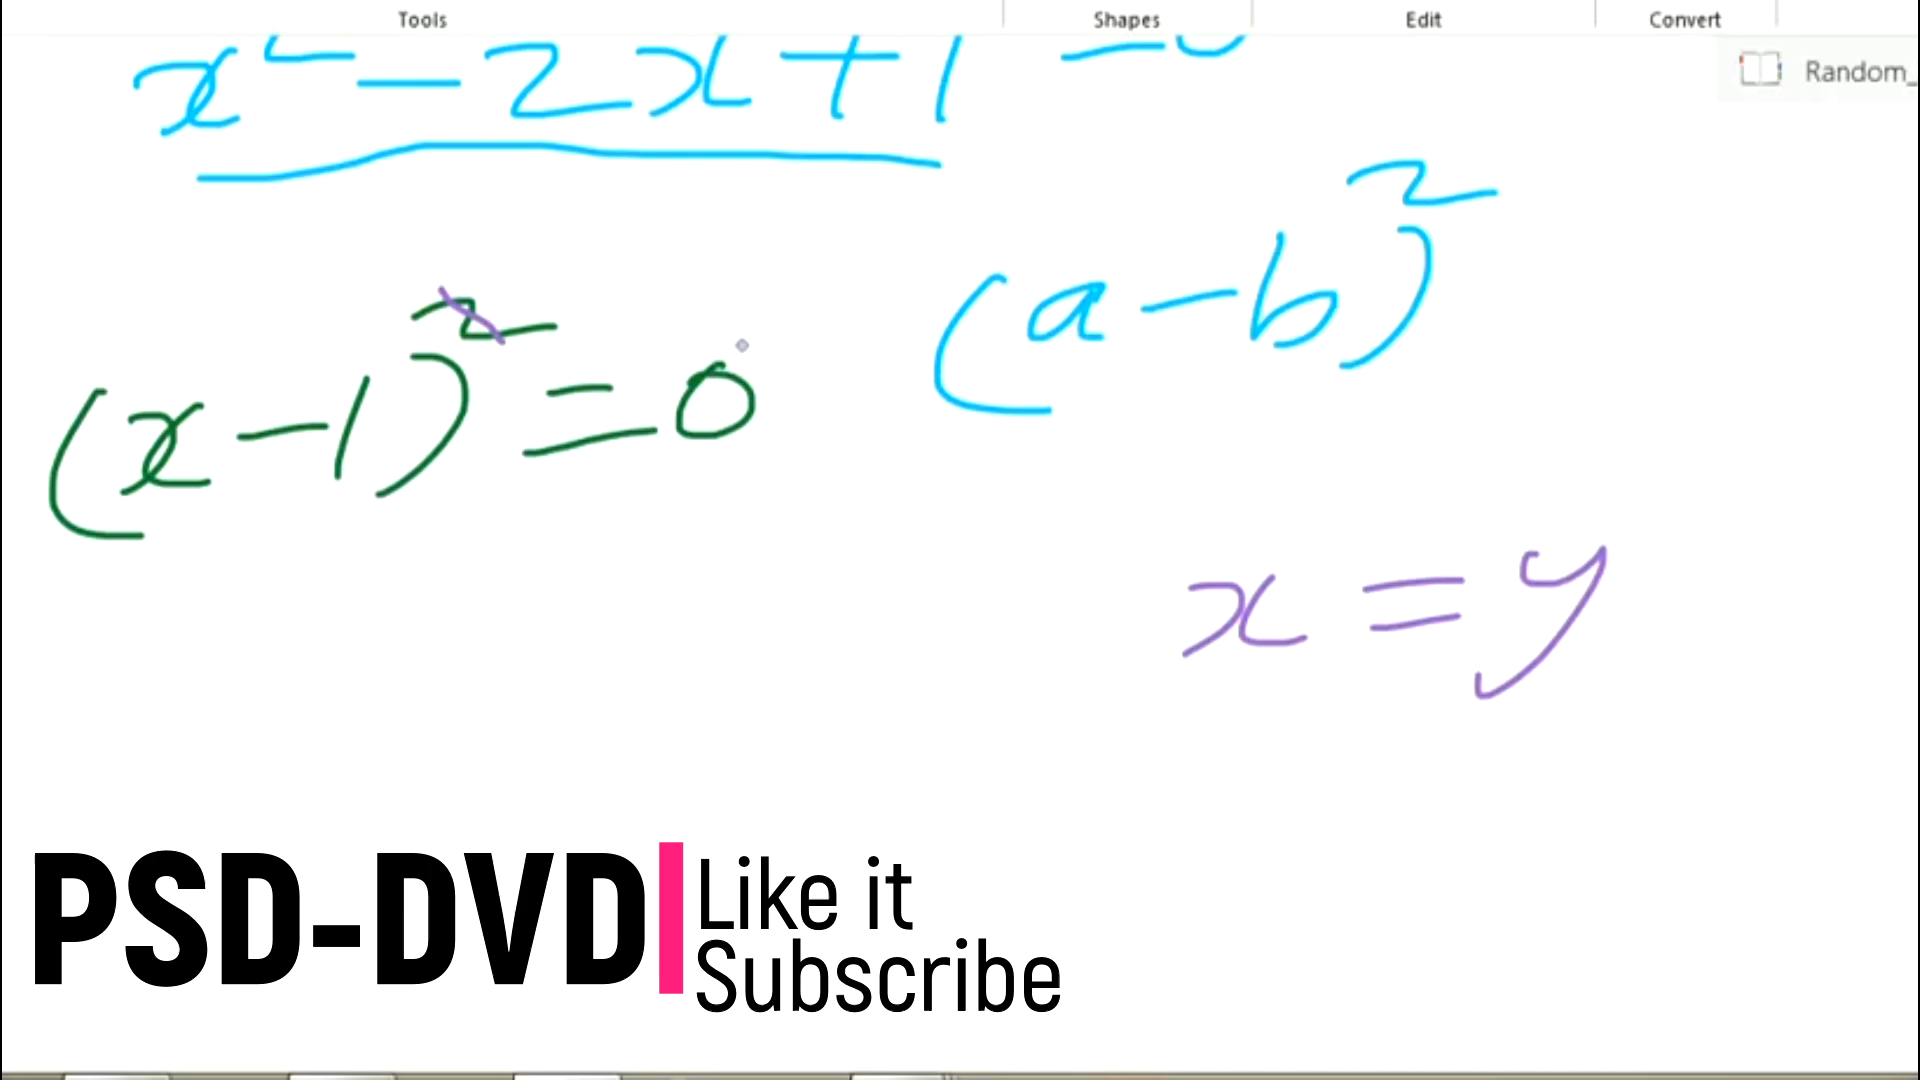 Tools Shapes Edit Convert
Random_
x² - 2x + 1 = 0
(a - b)²
(x - 1)² = 0
x = y
PSD-DVD
Like it
Subscribe